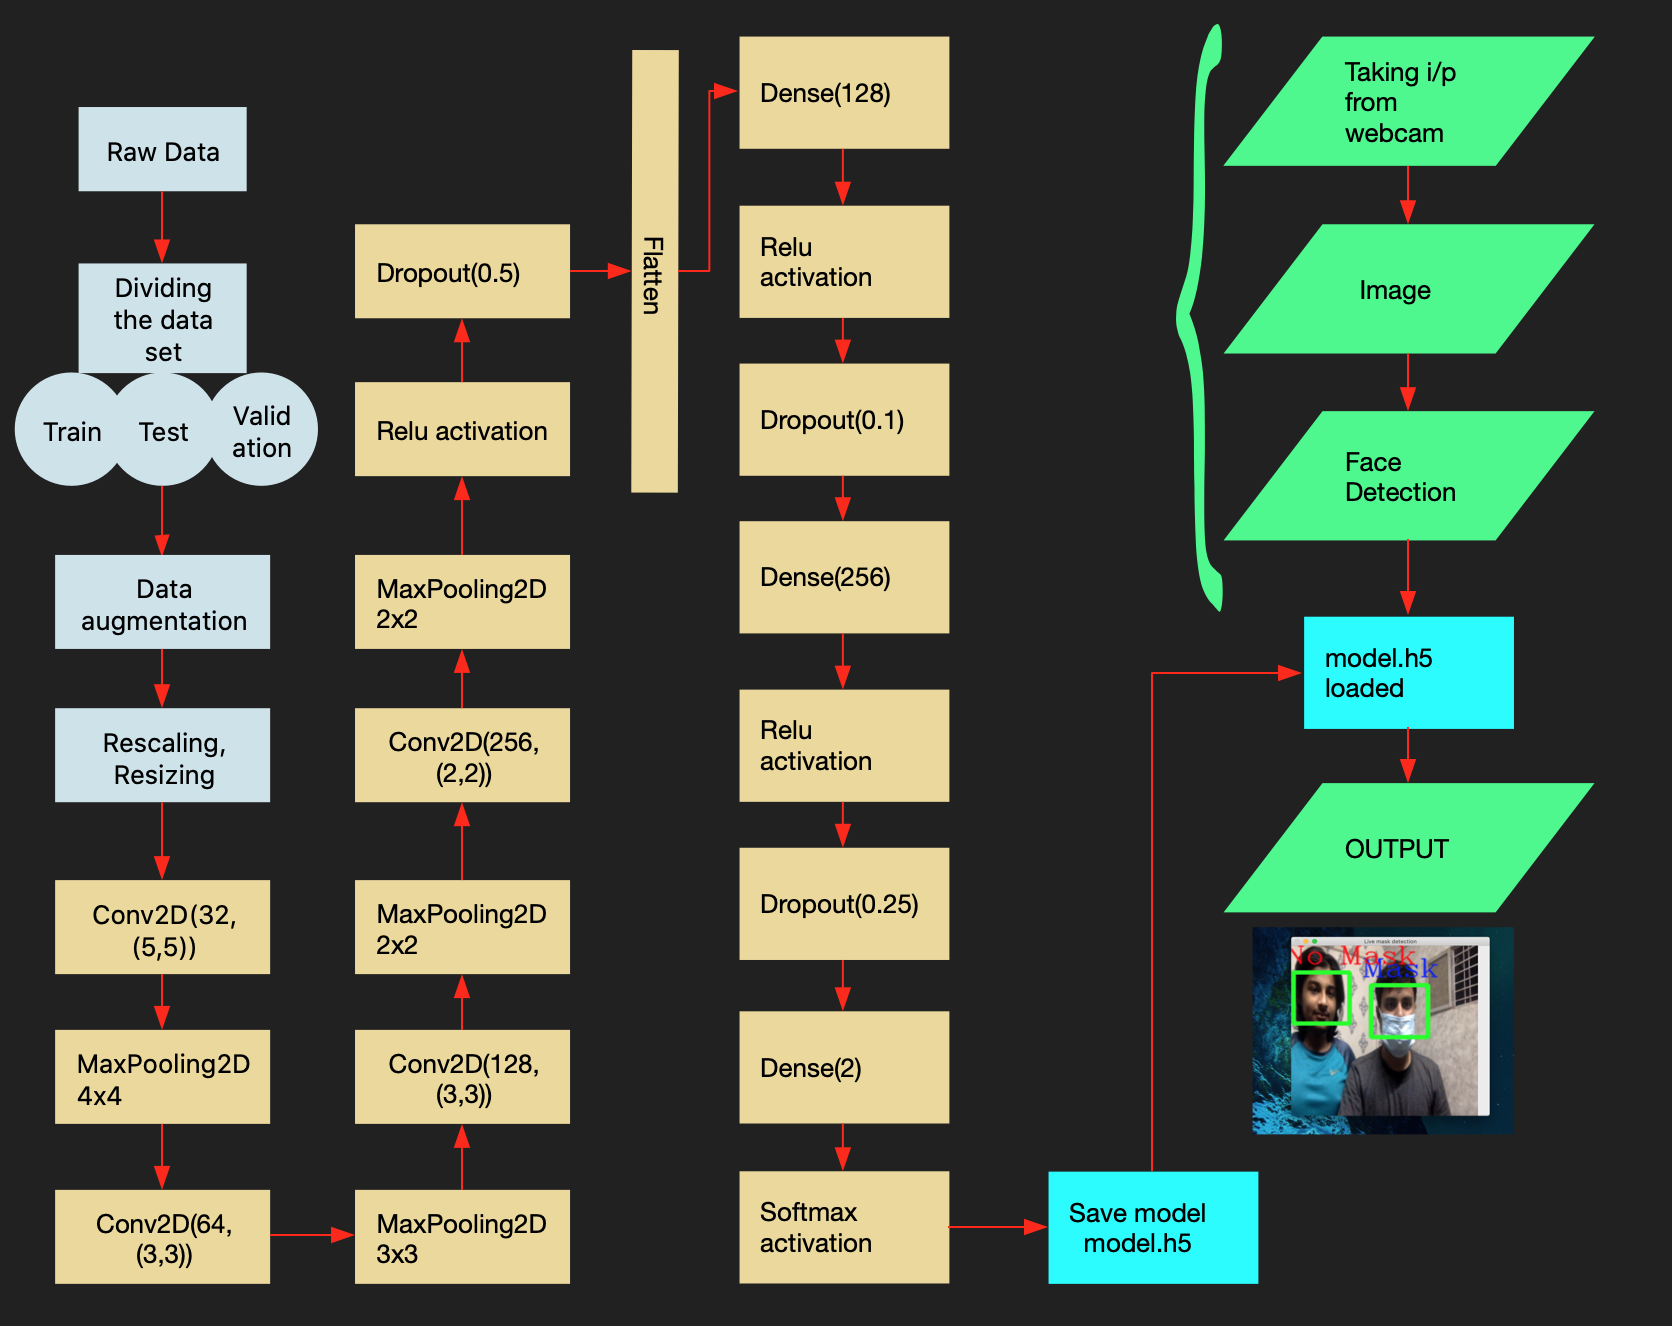 Raw Data
Dividing
the data
set
Train
Test
Valid
ation
Data
augmentation
Rescaling,
Resizing
Conv2D(32,
(5,5))
MaxPooling2D
4x4
Conv2D(64,
(3,3))
MaxPooling2D
3x3
Conv2D(128,
(3,3))
MaxPooling2D
2x2
Conv2D(256,
(2,2))
MaxPooling2D
2x2
Relu activation
Dropout(0.5)
Flatten
Dense(128)
Relu
activation
Dropout(0.1)
Dense(256)
Relu
activation
Dropout(0.25)
Dense(2)
Softmax
activation
Save model
model.h5
Taking i/p
from
webcam
Image
Face
Detection
model.h5
loaded
OUTPUT
Live mask detection
No Mask
Mask